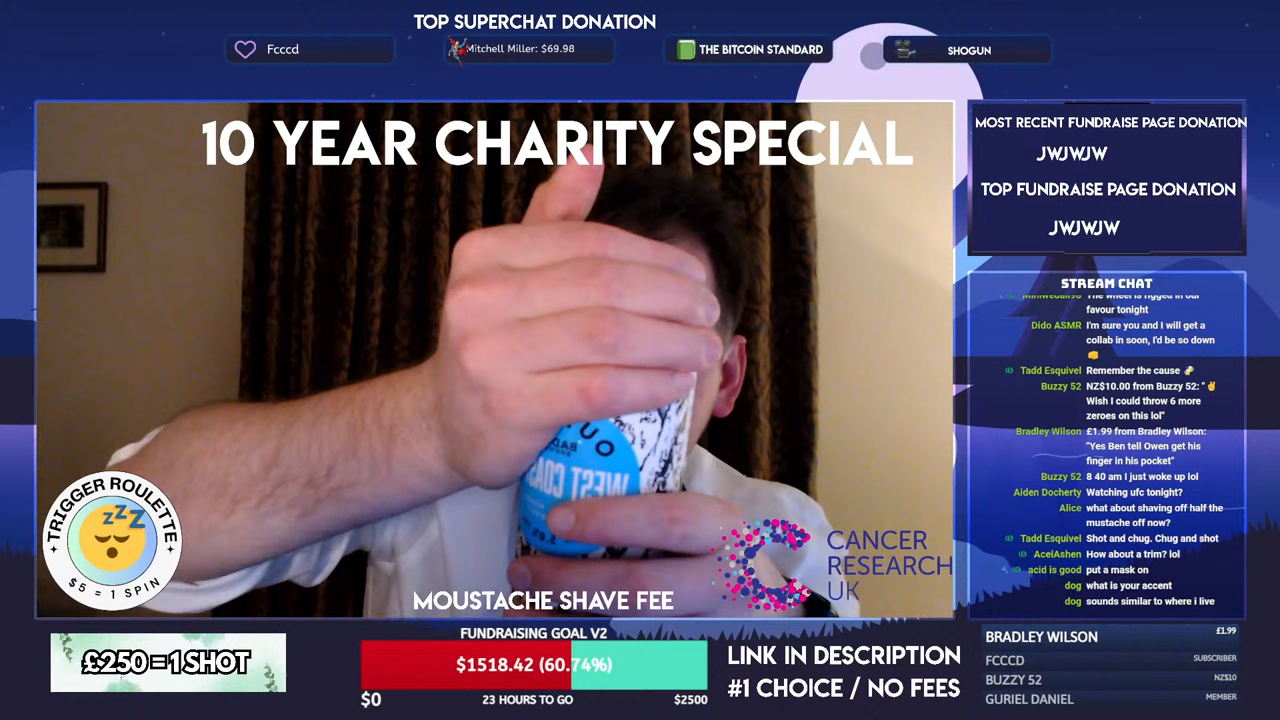 TOP SUPERCHAT DONATION
Fcccd
Mitchell Miller: $69.98
THE BITCOIN STANDARD
SHOGUN
10 YEAR CHARITY SPECIAL
MOST RECENT FUNDRAISE PAGE DONATION
JWJWJW
TOP FUNDRAISE PAGE DONATION
JWJWJW
STREAM CHAT
The wheel is rigged in our
favour tonight
Dido ASMR I'm sure you and I will get a
collab in soon, I'd be so down
Tadd Esquivel Remember the cause
Buzzy 52 NZ$10.00 from Buzzy 52: "✌
Wish I could throw 6 more
zeroes on this lol"
Bradley Wilson £1.99 from Bradley Wilson:
"Yes Ben tell Owen get his
finger in his pocket"
Buzzy 52 8 40 am I just woke up lol
Aiden Docherty Watching ufc tonight?
Alice what about shaving off half the
mustache off now?
Tadd Esquivel Shot and chug. Chug and shot
AcelAshen How about a trim? lol
acid is good put a mask on
dog what is your accent
dog sounds similar to where i live
TRIGGER ROULETTE
zzz
$5 = 1 SPIN
WEST COAST
CANCER
RESEARCH
UK
MOUSTACHE SHAVE FEE
£250 = 1 SHOT
FUNDRAISING GOAL V2
$1518.42 (60.74%)
$0
23 HOURS TO GO
$2500
LINK IN DESCRIPTION
#1 CHOICE / NO FEES
BRADLEY WILSON £1.99
FCCCD SUBSCRIBER
BUZZY 52 NZ$10
GURIEL DANIEL MEMBER